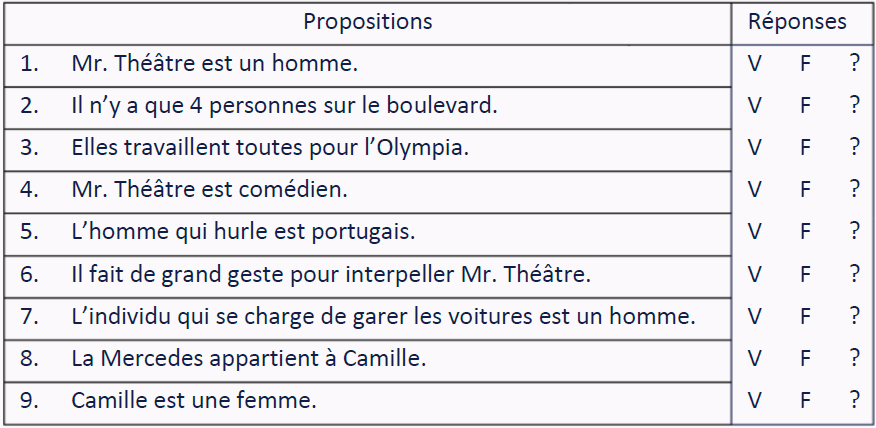 Propositions Réponses
1. Mr. Théâtre est un homme. V F ?
2. Il n’y a que 4 personnes sur le boulevard. V F ?
3. Elles travaillent toutes pour l’Olympia. V F ?
4. Mr. Théâtre est comédien. V F ?
5. L’homme qui hurle est portugais. V F ?
6. Il fait de grand geste pour interpeller Mr. Théâtre. V F ?
7. L’individu qui se charge de garer les voitures est un homme. V F ?
8. La Mercedes appartient à Camille. V F ?
9. Camille est une femme. V F ?